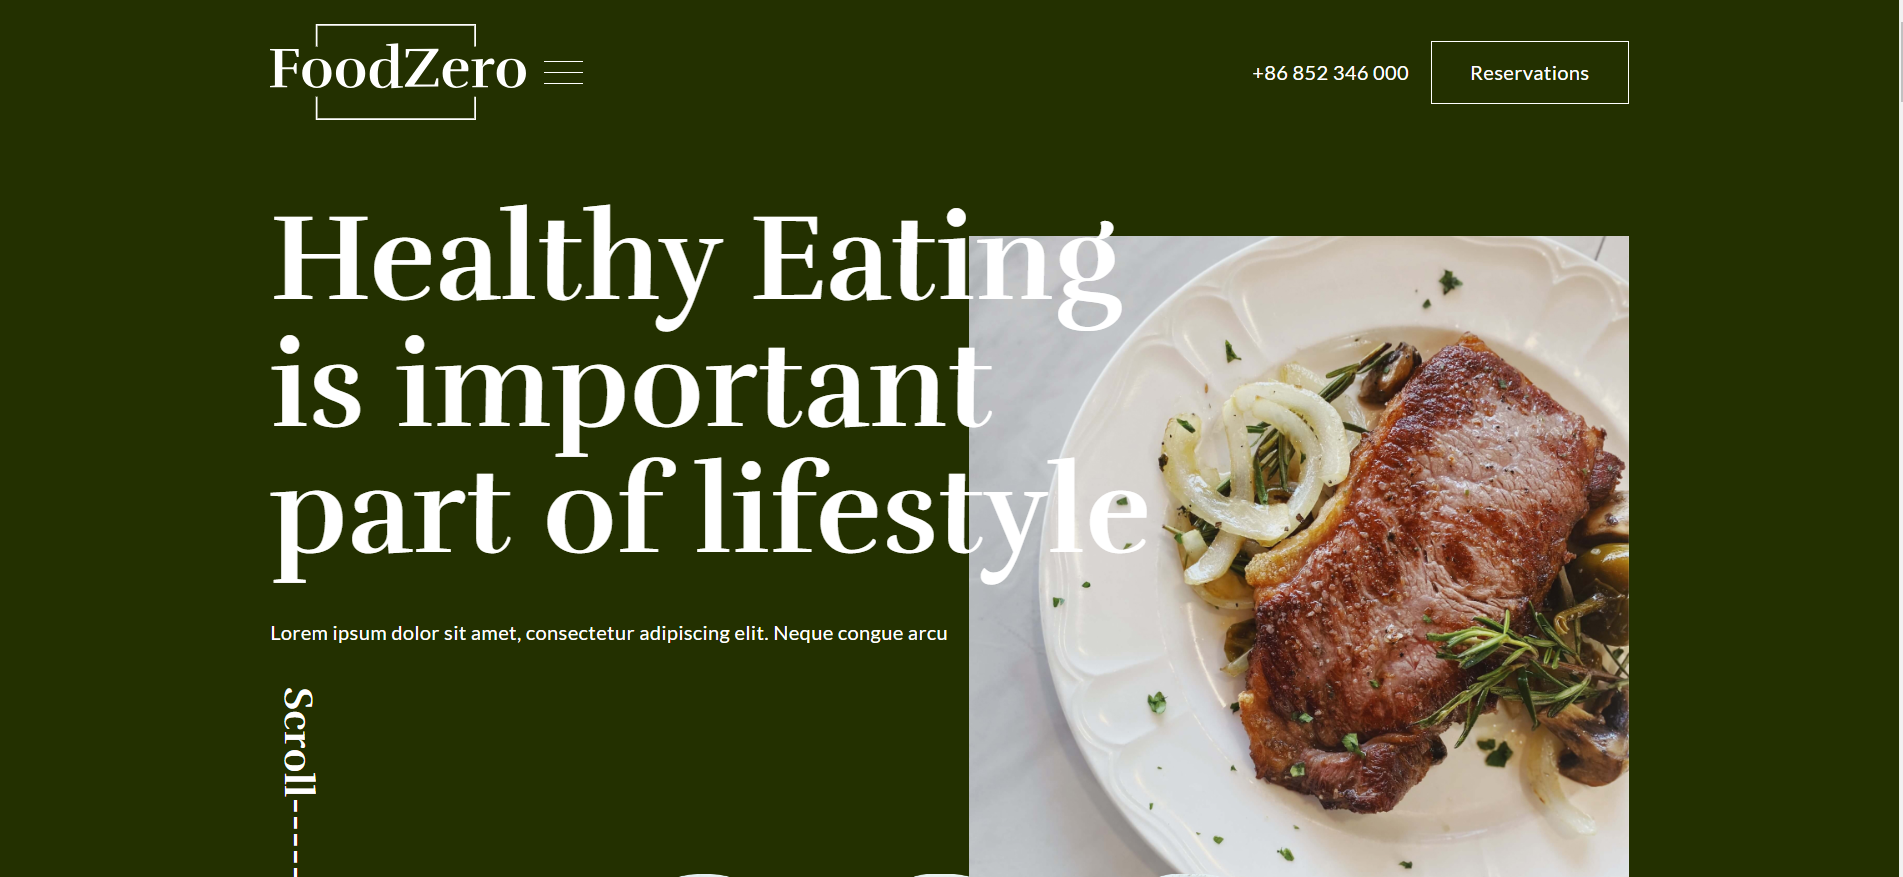 FoodZero
+86 852 346 000
Reservations
Healthy Eating
is important
part of lifestyle
Lorem ipsum dolor sit amet, consectetur adipiscing elit. Neque congue arcu
Scroll